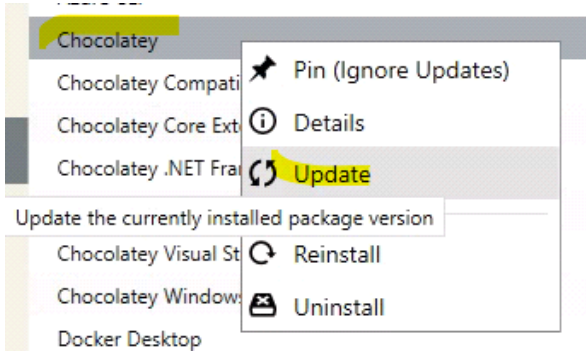 Chocolatey
Pin (Ignore Updates)
Chocolatey Compati
Chocolatey Core Ext
Details
Chocolatey .NET Fra
Update
Update the currently installed package version
Chocolatey Visual St
Reinstall
Chocolatey Windows
Uninstall
Docker Desktop